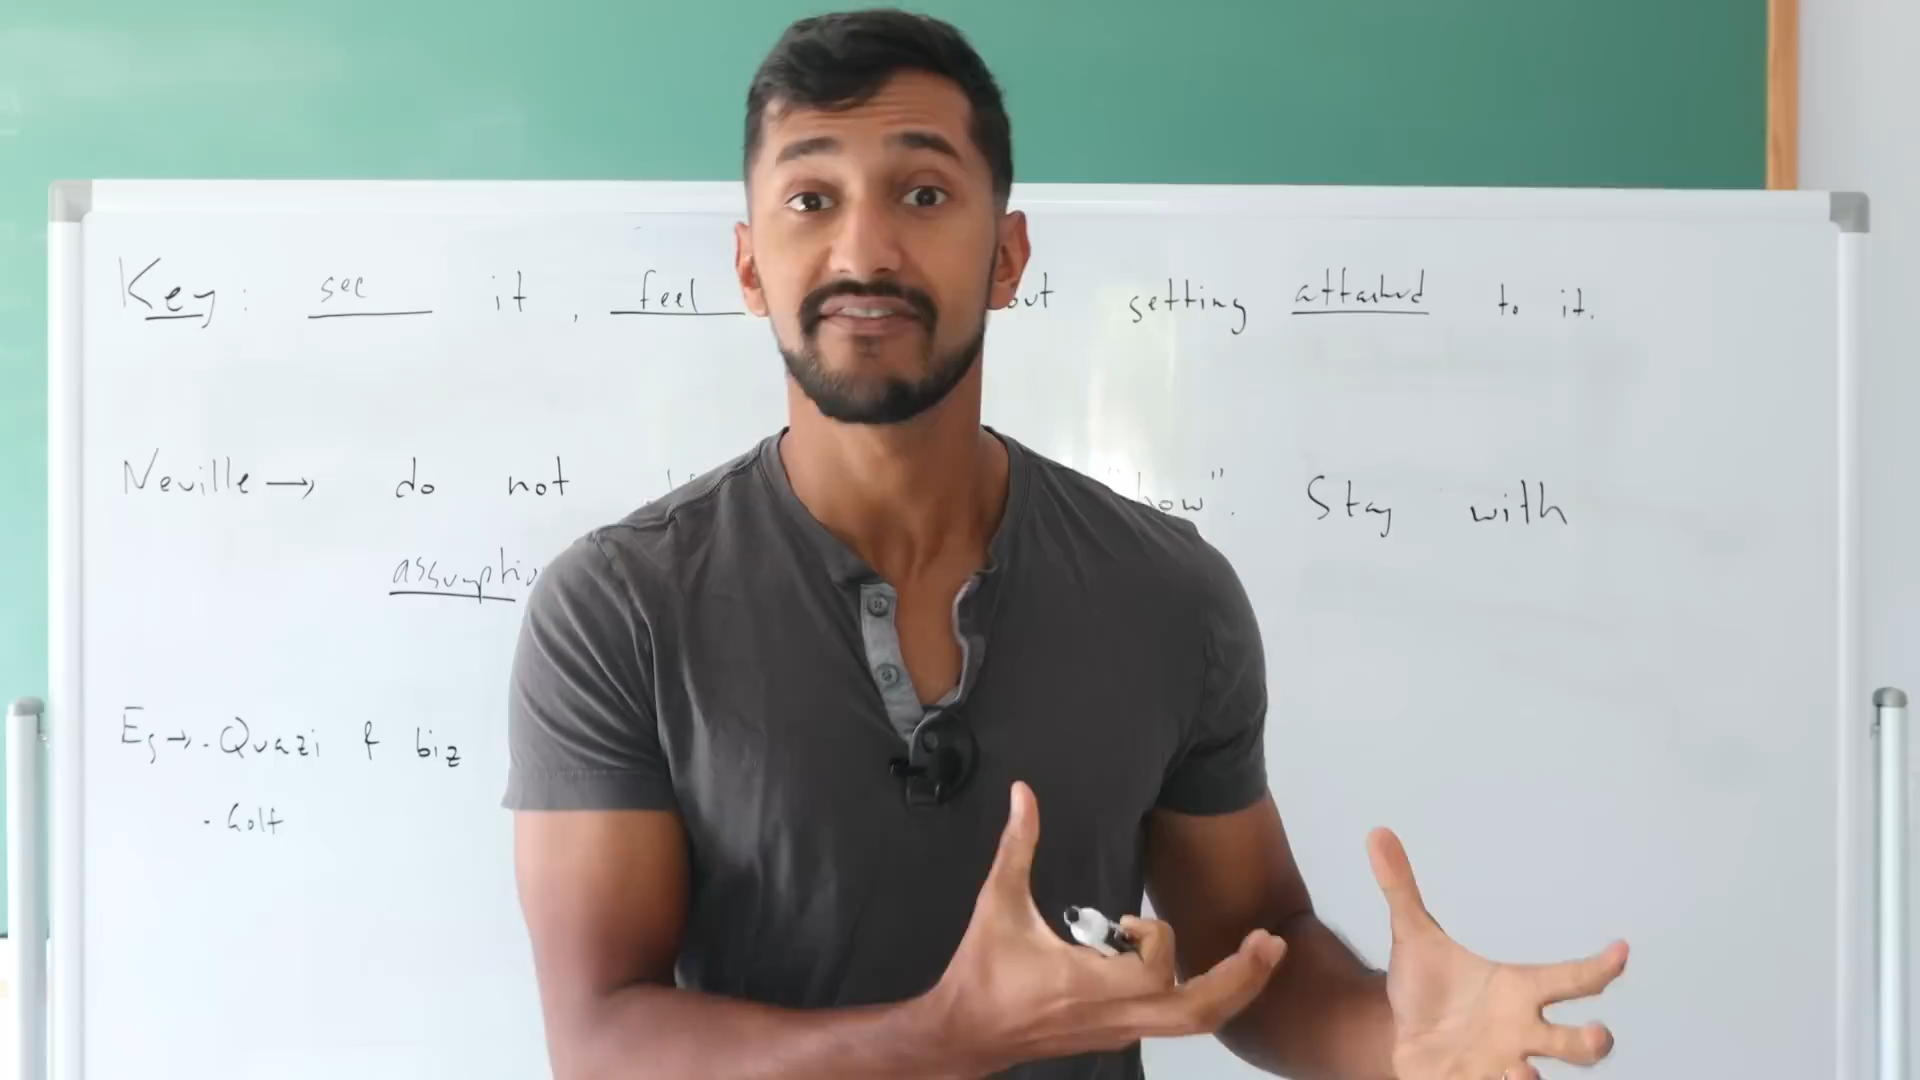 Key: see it, feel out setting attached to it.
Neville → do not "how". Stay with
assumptio
Eg → . Quazi & biz
. Golf